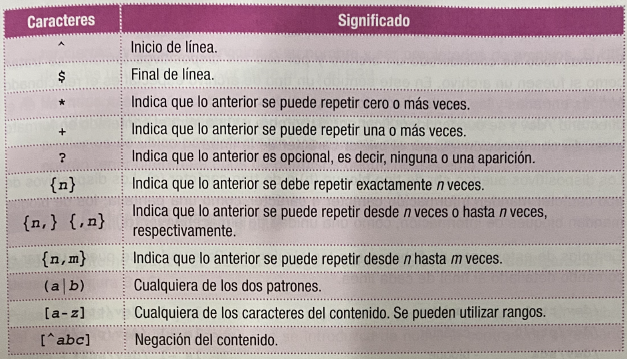 Caracteres Significado
^ Inicio de línea.
$ Final de línea.
* Indica que lo anterior se puede repetir cero o más veces.
+ Indica que lo anterior se puede repetir una o más veces.
? Indica que lo anterior es opcional, es decir, ninguna o una aparición.
{n} Indica que lo anterior se debe repetir exactamente n veces.
{n,} {,n} Indica que lo anterior se puede repetir desde n veces o hasta n veces,
respectivamente.
{n,m} Indica que lo anterior se puede repetir desde n hasta m veces.
(a|b) Cualquiera de los dos patrones.
[a-z] Cualquiera de los caracteres del contenido. Se pueden utilizar rangos.
[^abc] Negación del contenido.